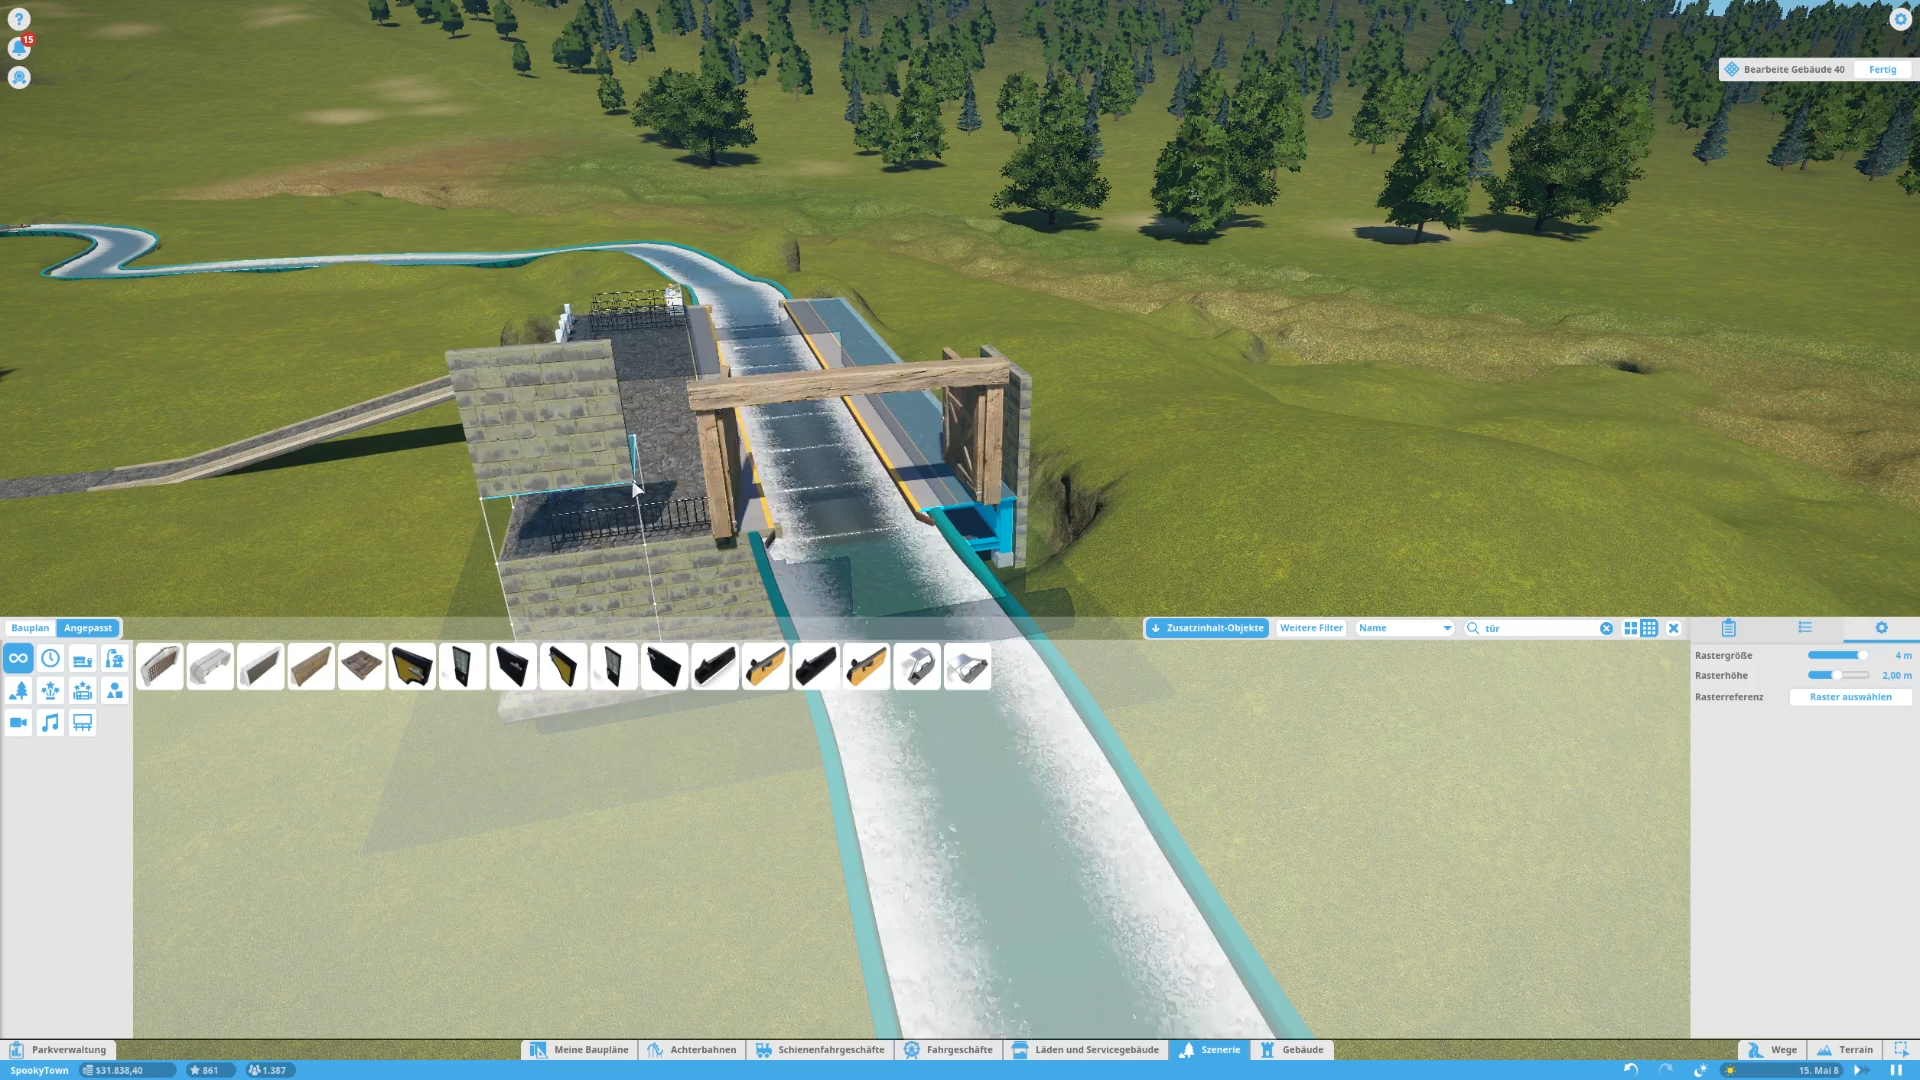 ?
15
Bearbeite Gebäude 40
Fertig
Bauplan
Angepasst
Zusatzinhalt-Objekte
Weitere Filter
Name
tür
Rastergröße
4 m
Rasterhöhe
2,00 m
Rasterreferenz
Raster auswählen
Parkverwaltung
Meine Baupläne
Achterbahnen
Schienenfahrgeschäfte
Fahrgeschäfte
Läden und Servicegebäude
Szenerie
Gebäude
Wege
Terrain
SpookyTown
$31.838,40
861
1.387
15. Mai 8